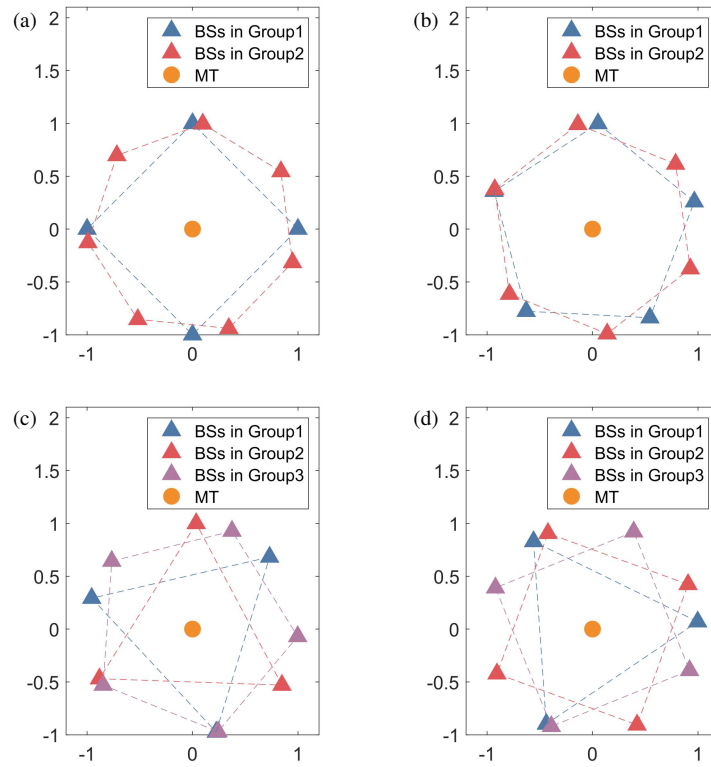 (a)
2
1.5
1
0.5
0
-0.5
-1
-1 0 1
BSs in Group1
BSs in Group2
MT
(b)
2
1.5
1
0.5
0
-0.5
-1
-1 0 1
BSs in Group1
BSs in Group2
MT
(c)
2
1.5
1
0.5
0
-0.5
-1
-1 0 1
BSs in Group1
BSs in Group2
BSs in Group3
MT
(d)
2
1.5
1
0.5
0
-0.5
-1
-1 0 1
BSs in Group1
BSs in Group2
BSs in Group3
MT